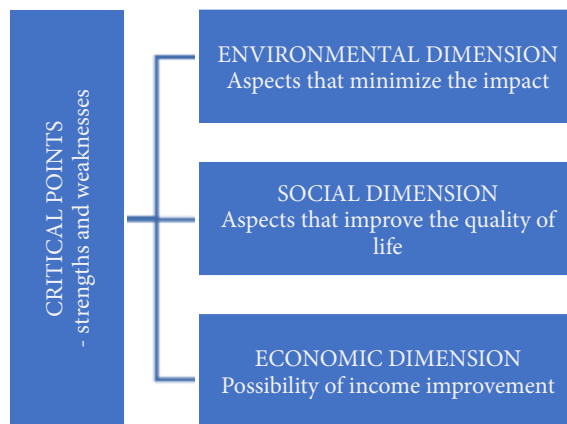 CRITICAL POINTS
- strengths and weaknesses
ENVIRONMENTAL DIMENSION
Aspects that minimize the impact
SOCIAL DIMENSION
Aspects that improve the quality of
life
ECONOMIC DIMENSION
Possibility of income improvement